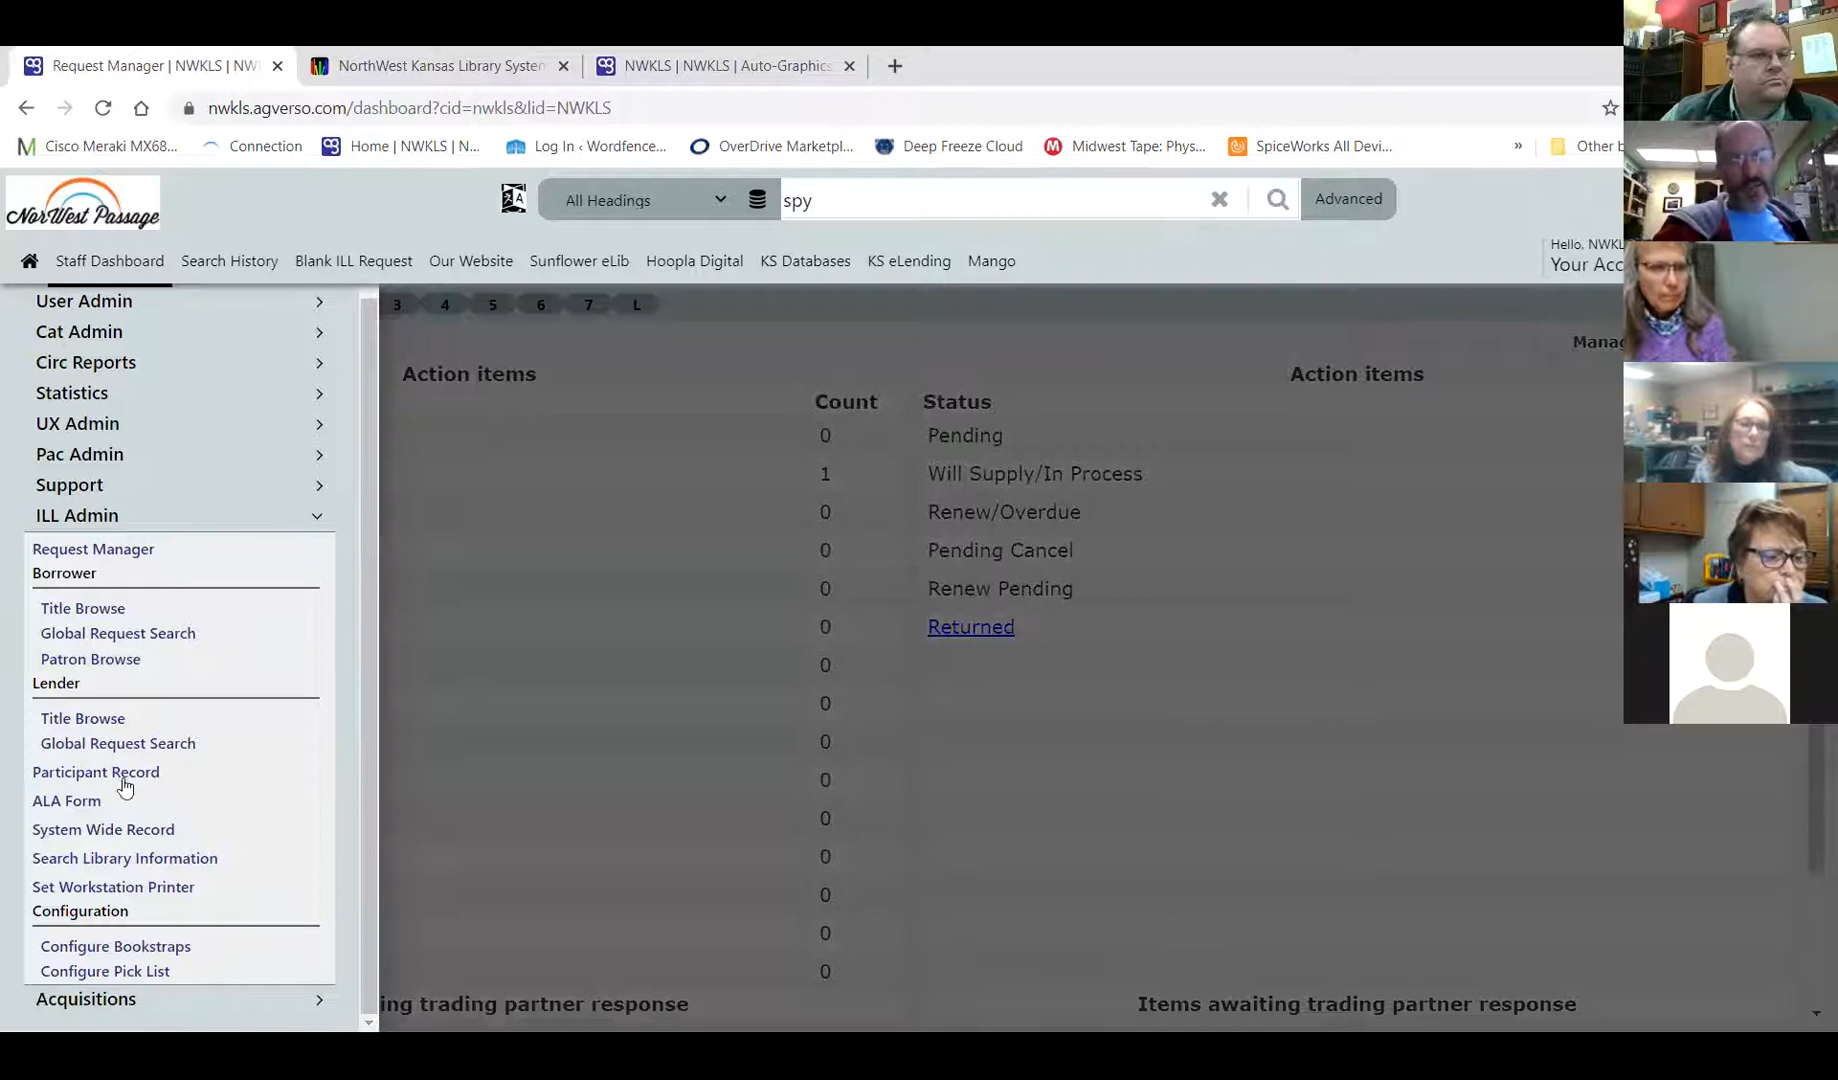 Request Manager | NWKLS | NW
NorthWest Kansas Library System
NWKLS | NWKLS | Auto-Graphics
nwkls.agverso.com/dashboard?cid=nwkls&lid=NWKLS
Cisco Meraki MX68...
Connection
Home | NWKLS | N...
Log In ‹ Wordfence...
OverDrive Marketpl...
Deep Freeze Cloud
Midwest Tape: Phys...
SpiceWorks All Devi...
»
Other b
NorWest Passage
All Headings
spy
Advanced
Staff Dashboard
Search History
Blank ILL Request
Our Website
Sunflower eLib
Hoopla Digital
KS Databases
KS eLending
Mango
Hello, NWKL
Your Acc
User Admin
Cat Admin
Circ Reports
Statistics
UX Admin
Pac Admin
Support
ILL Admin
Request Manager
Borrower
Title Browse
Global Request Search
Patron Browse
Lender
Title Browse
Global Request Search
Participant Record
ALA Form
System Wide Record
Search Library Information
Set Workstation Printer
Configuration
Configure Bookstraps
Configure Pick List
Acquisitions
3 4 5 6 7 L
Manag
Action items
Action items
Count Status
0 Pending
1 Will Supply/In Process
0 Renew/Overdue
0 Pending Cancel
0 Renew Pending
0 Returned
0
0
0
0
0
0
0
0
0
ing trading partner response
Items awaiting trading partner response